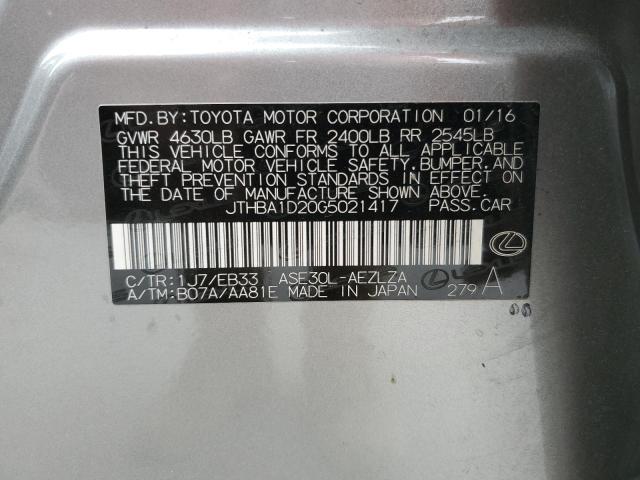 MFD.BY:TOYOTA MOTOR CORPORATION 01/16
GVWR 4630LB GAWR FR 2400LB RR 2545LB
THIS VEHICLE CONFORMS TO ALL APPLICABLE
FEDERAL MOTOR VEHICLE SAFETY,BUMPER,AND
THEFT PREVENTION STANDARDS IN EFFECT ON
THE DATE OF MANUFACTURE SHOWN ABOVE.
JTHBA1D20G5021417 PASS.CAR
C/TR:1J7/EB33 ASE30L-AEZLZA
A/TM:B07A/AA81E MADE IN JAPAN 279 A